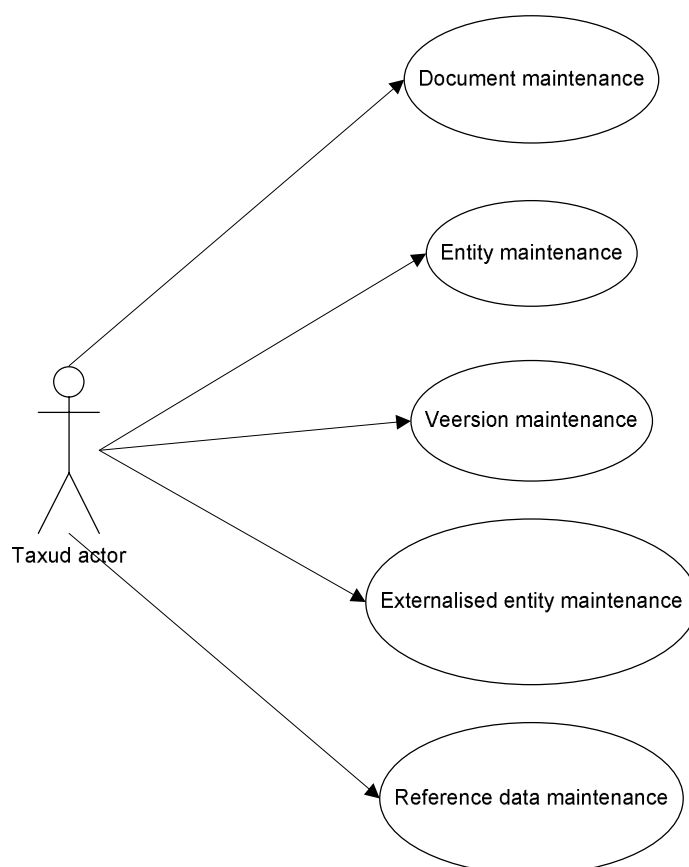 Document maintenance
Entity maintenance
Veersion maintenance
Taxud actor
Externalised entity maintenance
Reference data maintenance